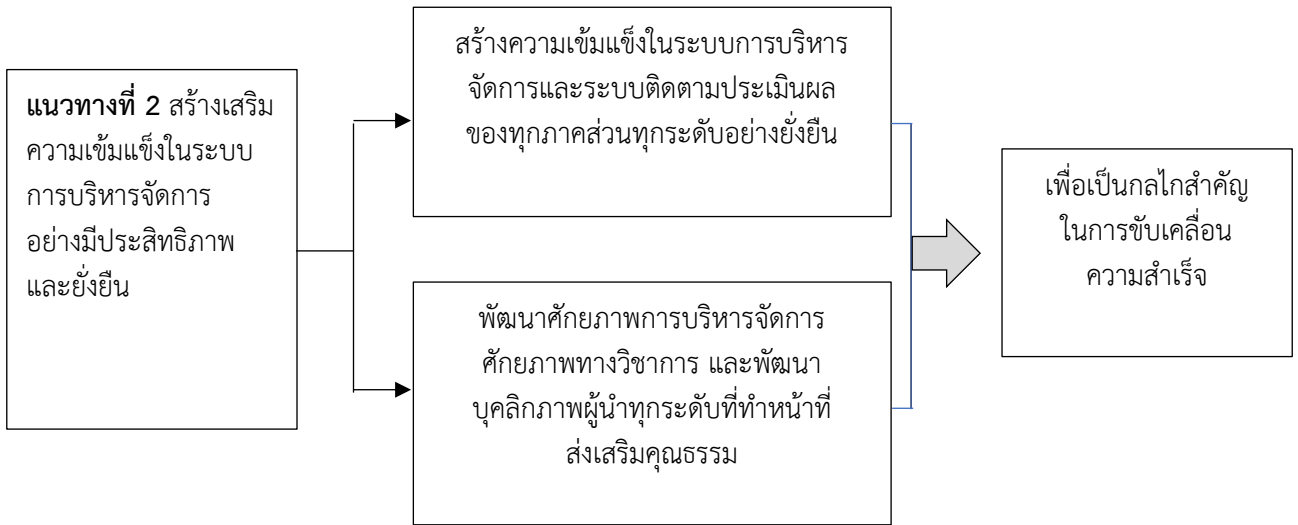 แนวทางที่ 2 สร้างเสริม
ความเข้มแข็งในระบบ
การบริหารจัดการ
อย่างมีประสิทธิภาพ
และยั่งยืน
สร้างความเข้มแข็งในระบบการบริหาร
จัดการและระบบติดตามประเมินผล
ของทุกภาคส่วนทุกระดับอย่างยั่งยืน
พัฒนาศักยภาพการบริหารจัดการ
ศักยภาพทางวิชาการ และพัฒนา
บุคลิกภาพผู้นำทุกระดับที่ทำหน้าที่
ส่งเสริมคุณธรรม
เพื่อเป็นกลไกสำคัญ
ในการขับเคลื่อน
ความสำเร็จ